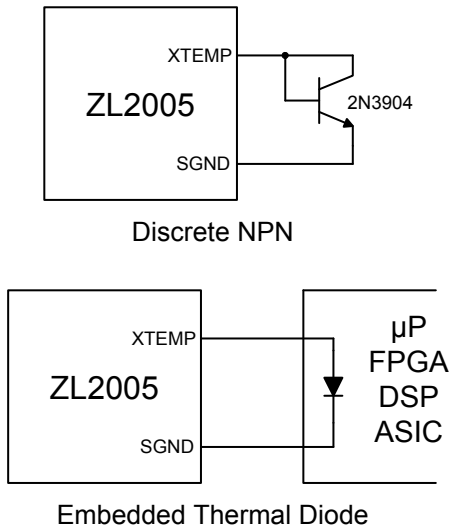 XTEMP
ZL2005
2N3904
SGND
Discrete NPN
XTEMP
µP
FPGA
ZL2005
DSP
ASIC
SGND
Embedded Thermal Diode